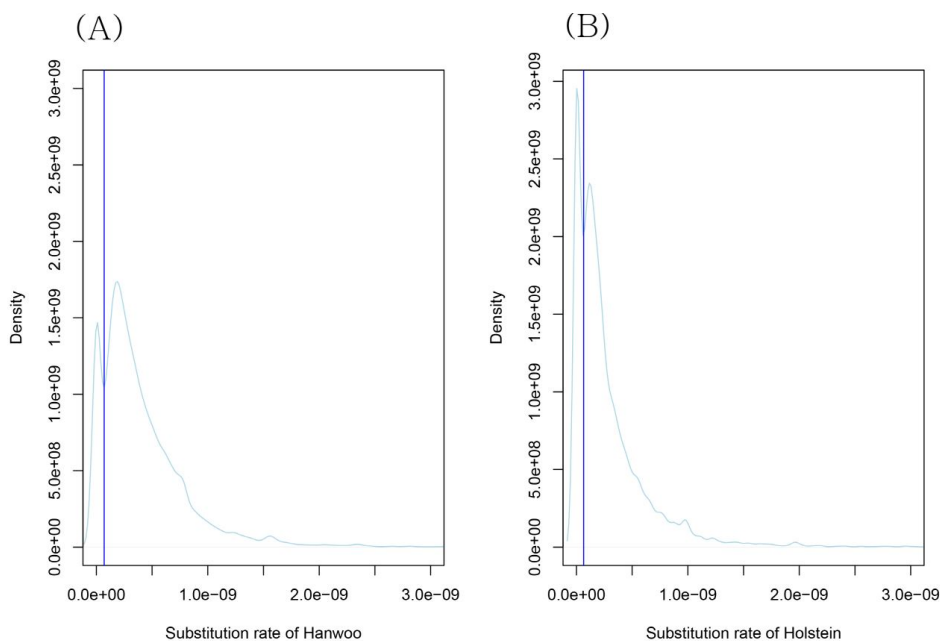 (A)
Density
3.0e+09
2.5e+09
2.0e+09
1.5e+09
1.0e+09
5.0e+08
0.0e+00
0.0e+00 1.0e-09 2.0e-09 3.0e-09
Substitution rate of Hanwoo
(B)
Density
3.0e+09
2.5e+09
2.0e+09
1.5e+09
1.0e+09
5.0e+08
0.0e+00
0.0e+00 1.0e-09 2.0e-09 3.0e-09
Substitution rate of Holstein